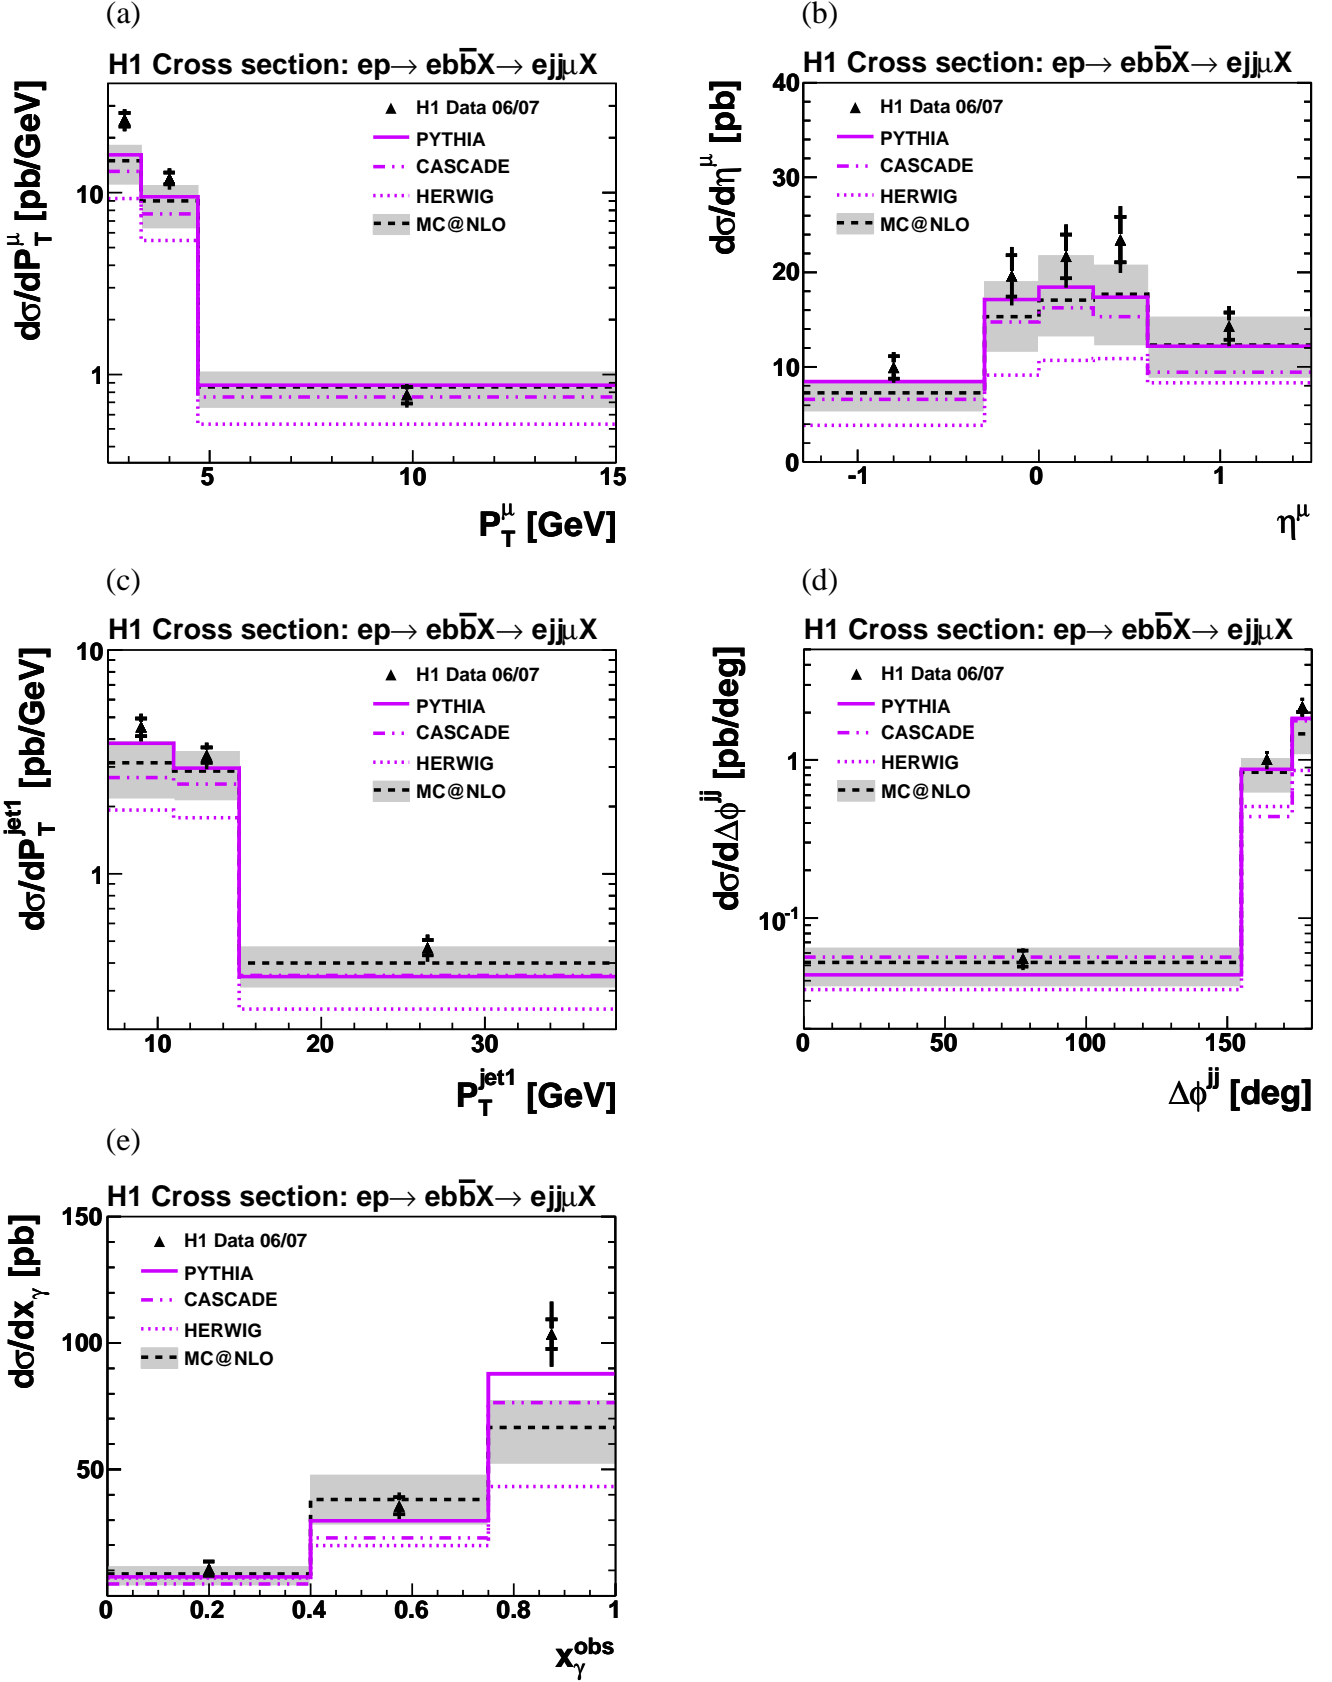 (a)
H1 Cross section: ep→ ebb̅X→ ejjμX
dσ/dP_T^μ [pb/GeV]
H1 Data 06/07
PYTHIA
CASCADE
HERWIG
MC@NLO
10
1
5 10 15
P_T^μ [GeV]
(b)
H1 Cross section: ep→ ebb̅X→ ejjμX
dσ/dη^μ [pb]
H1 Data 06/07
PYTHIA
CASCADE
HERWIG
MC@NLO
40
30
20
10
0
-1 0 1
η^μ
(c)
H1 Cross section: ep→ ebb̅X→ ejjμX
dσ/dP_T^jet1 [pb/GeV]
H1 Data 06/07
PYTHIA
CASCADE
HERWIG
MC@NLO
10
1
10 20 30
P_T^jet1 [GeV]
(d)
H1 Cross section: ep→ ebb̅X→ ejjμX
dσ/dΔϕ^jj [pb/deg]
H1 Data 06/07
PYTHIA
CASCADE
HERWIG
MC@NLO
1
10^-1
0 50 100 150
Δϕ^jj [deg]
(e)
H1 Cross section: ep→ ebb̅X→ ejjμX
dσ/dx_γ [pb]
H1 Data 06/07
PYTHIA
CASCADE
HERWIG
MC@NLO
150
100
50
0 0.2 0.4 0.6 0.8 1
x_γ^obs